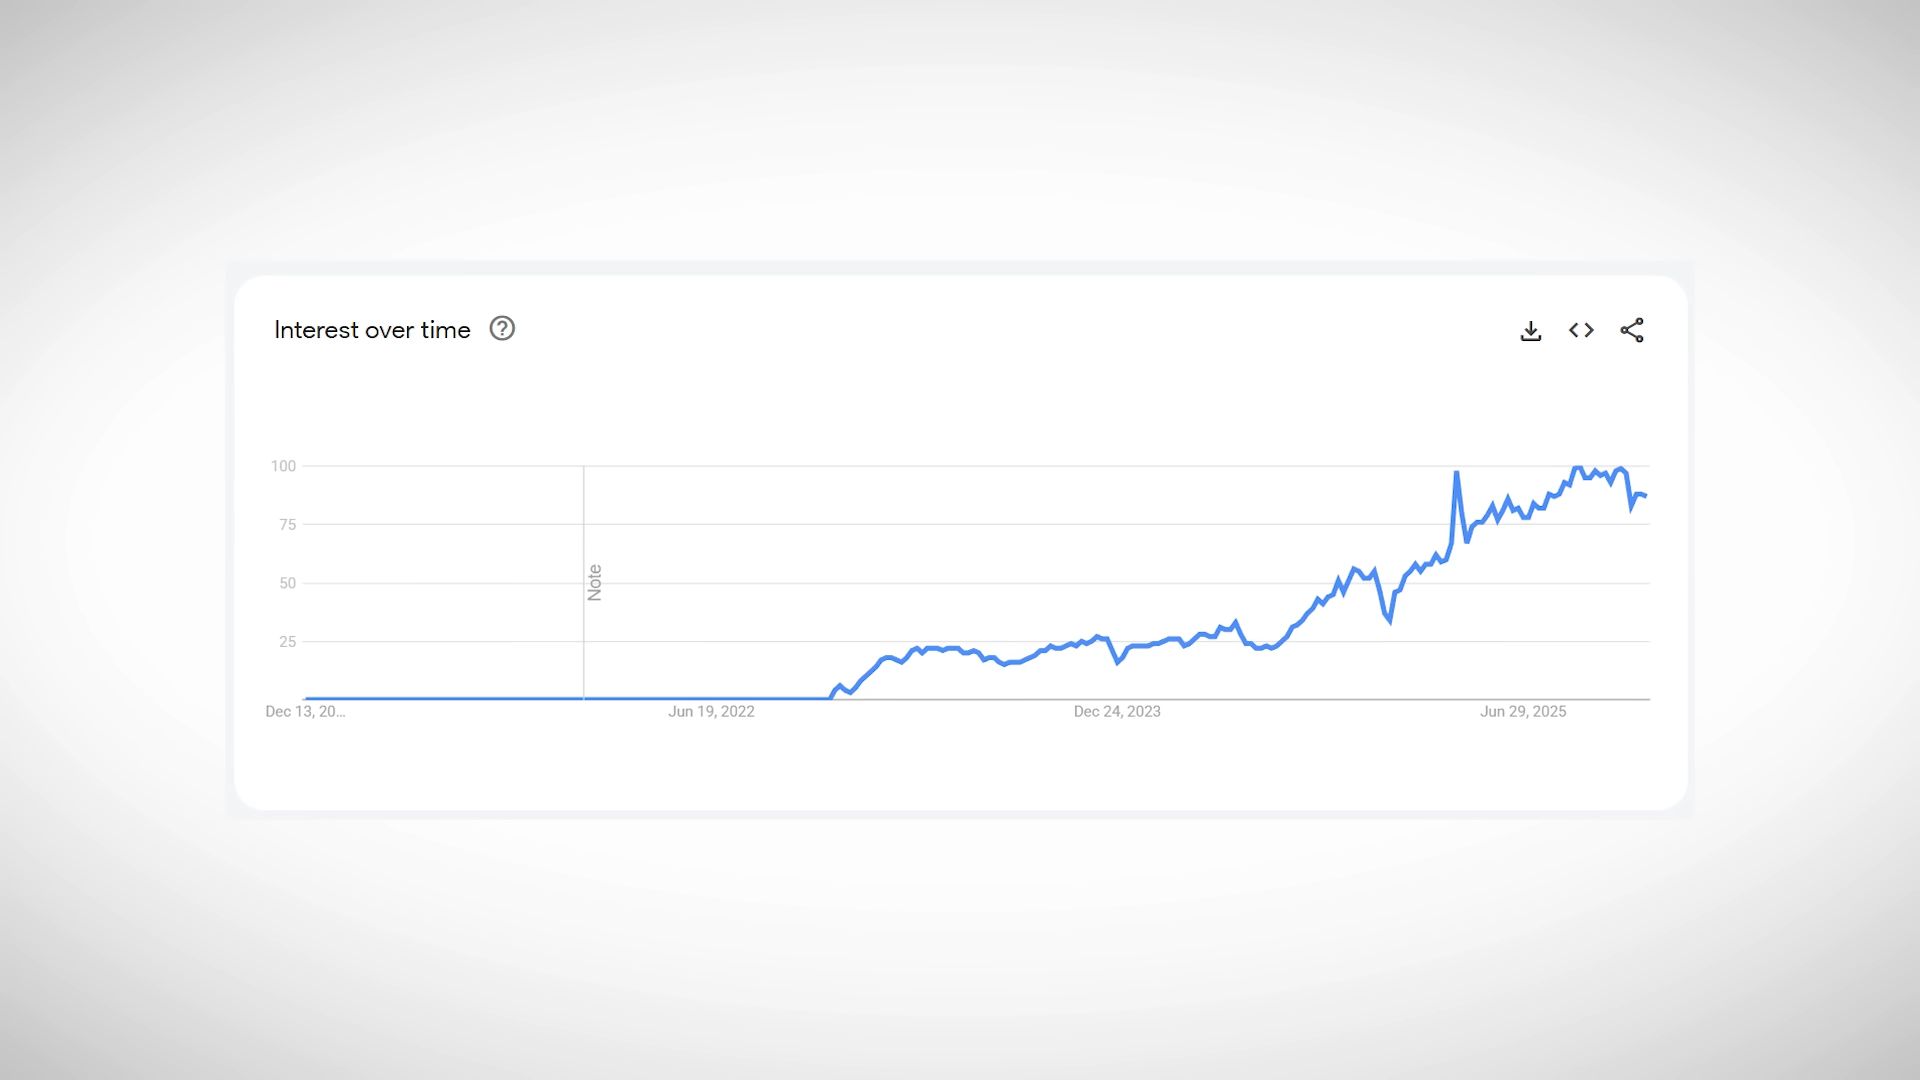 Interest over time
100
75
50
25
Note
Dec 13, 20...
Jun 19, 2022
Dec 24, 2023
Jun 29, 2025